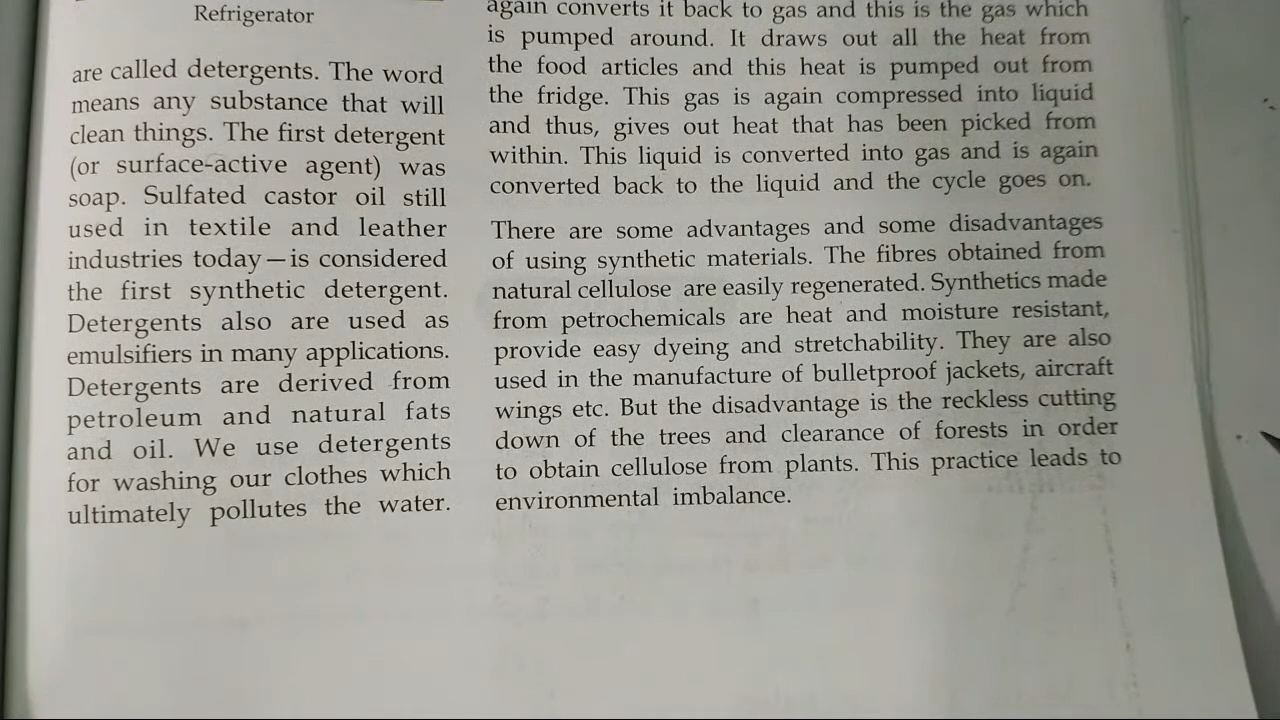 Refrigerator
are called detergents. The word
means any substance that will
clean things. The first detergent
(or surface-active agent) was
soap. Sulfated castor oil still
used in textile and leather
industries today—is considered
the first synthetic detergent.
Detergents also are used as
emulsifiers in many applications.
Detergents are derived from
petroleum and natural fats
and oil. We use detergents
for washing our clothes which
ultimately pollutes the water.
again converts it back to gas and this is the gas which
is pumped around. It draws out all the heat from
the food articles and this heat is pumped out from
the fridge. This gas is again compressed into liquid
and thus, gives out heat that has been picked from
within. This liquid is converted into gas and is again
converted back to the liquid and the cycle goes on.
There are some advantages and some disadvantages
of using synthetic materials. The fibres obtained from
natural cellulose are easily regenerated. Synthetics made
from petrochemicals are heat and moisture resistant,
provide easy dyeing and stretchability. They are also
used in the manufacture of bulletproof jackets, aircraft
wings etc. But the disadvantage is the reckless cutting
down of the trees and clearance of forests in order
to obtain cellulose from plants. This practice leads to
environmental imbalance.